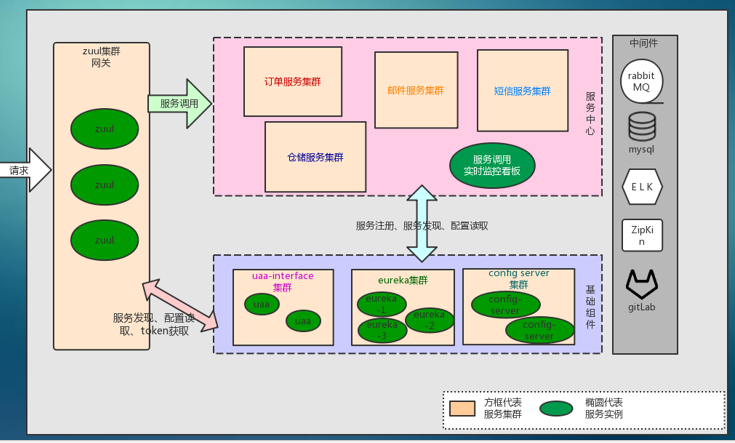 请求
zuul集群
网关
zuul
zuul
zuul
服务调用
订单服务集群
邮件服务集群
短信服务集群
仓储服务集群
服务调用
实时监控看板
服
务
中
心
服务注册、服务发现、配置读取
服务发现、配置读
取、token获取
uaa-interface
集群
uaa
uaa
eureka集群
eureka
-1
eureka
-2
eureka
-3
config server
集群
config-
server
config-
server
基
础
组
件
中间件
rabbit
MQ
mysql
E L K
ZipKi
n
gitLab
方框代表
服务集群
椭圆代表
服务实例